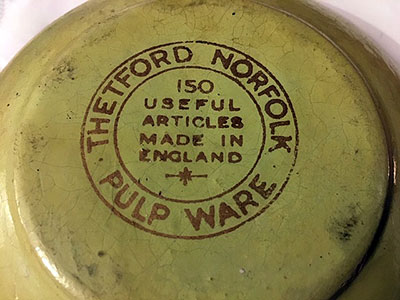 THETFORD NORFOLK
150
USEFUL
ARTICLES
MADE IN
ENGLAND
PULP WARE